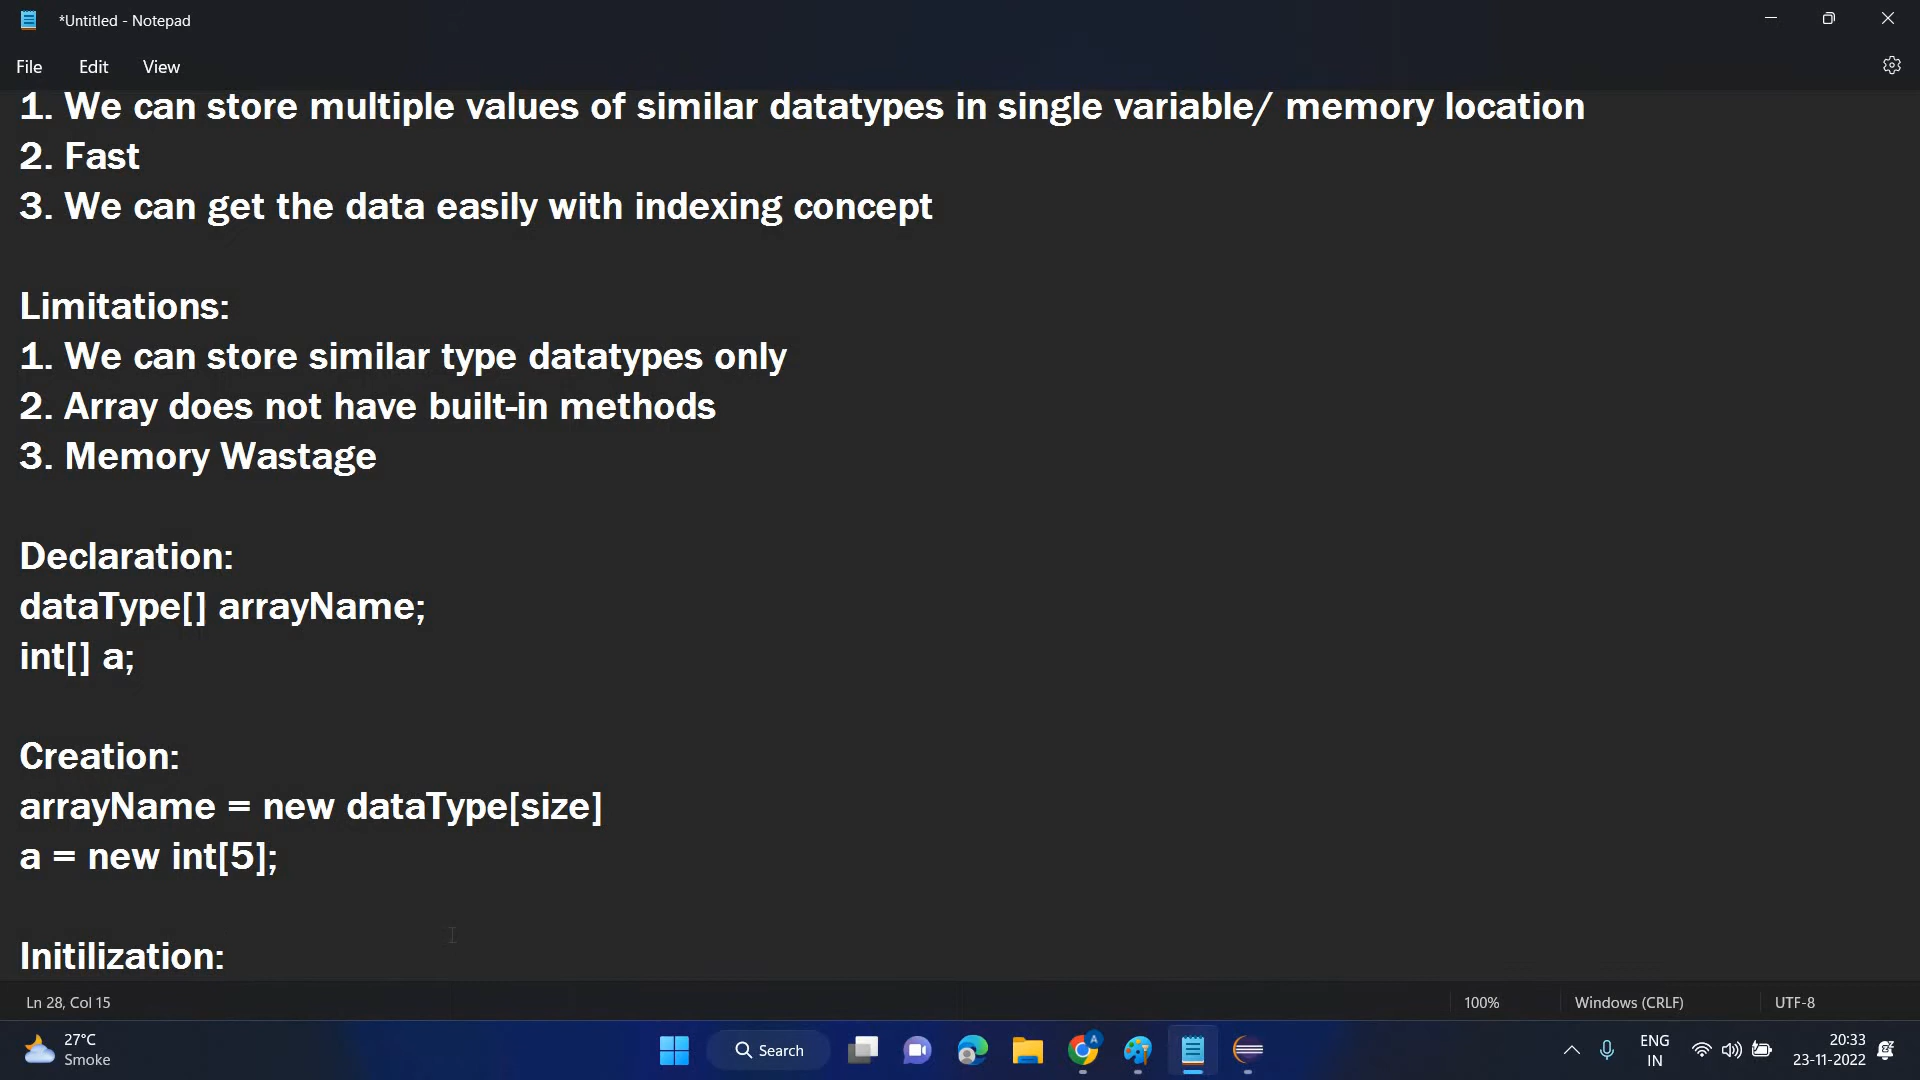 *Untitled - Notepad
File Edit View
1. We can store multiple values of similar datatypes in single variable/ memory location
2. Fast
3. We can get the data easily with indexing concept
Limitations:
1. We can store similar type datatypes only
2. Array does not have built-in methods
3. Memory Wastage
Declaration:
dataType[] arrayName;
int[] a;
Creation:
arrayName = new dataType[size]
a = new int[5];
Initilization:
Ln 28, Col 15 100% Windows (CRLF) UTF-8
27°C
Smoke
Search
A
ENG
IN
20:33
23-11-2022